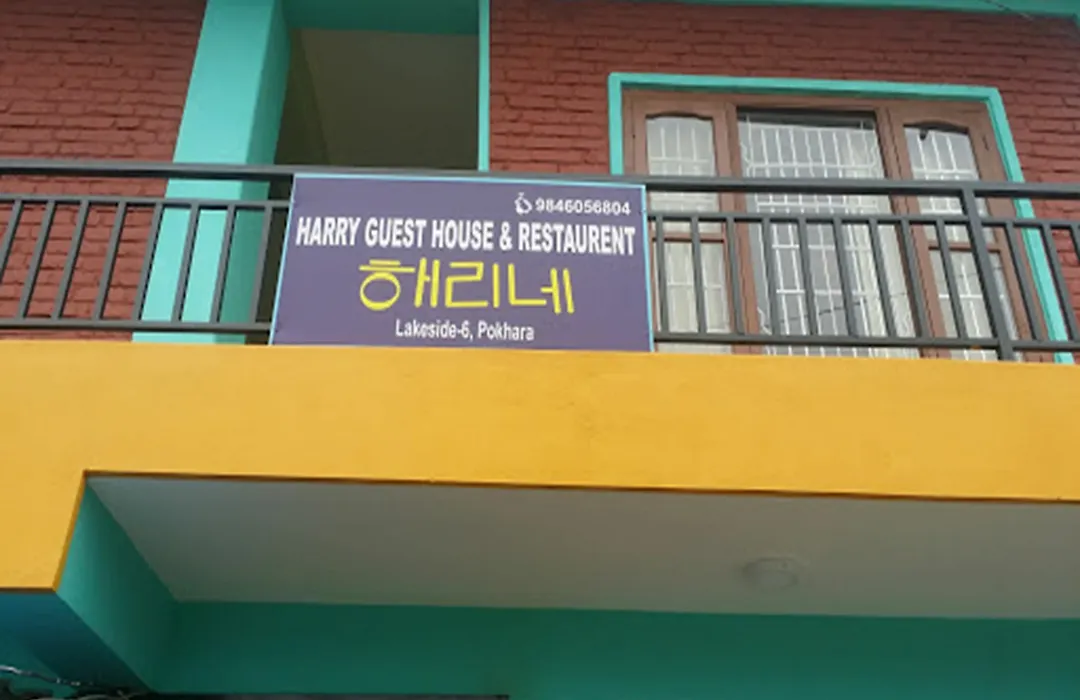 9846056804
HARRY GUEST HOUSE & RESTAURENT
해리네
Lakeside-6, Pokhara